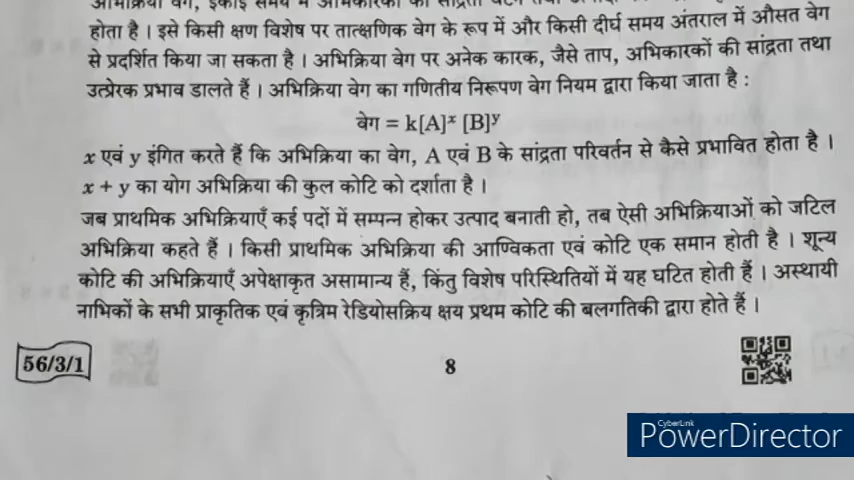 होता है । इसे किसी क्षण विशेष पर तात्क्षणिक वेग के रूप में और किसी दीर्घ समय अंतराल में औसत वेग
से प्रदर्शित किया जा सकता है । अभिक्रिया वेग पर अनेक कारक, जैसे ताप, अभिकारकों की सांद्रता तथा
उत्प्रेरक प्रभाव डालते हैं । अभिक्रिया वेग का गणितीय निरूपण वेग नियम द्वारा किया जाता है :
वेग = k[A]ˣ [B]ʸ
x एवं y इंगित करते हैं कि अभिक्रिया का वेग, A एवं B के सांद्रता परिवर्तन से कैसे प्रभावित होता है ।
x + y का योग अभिक्रिया की कुल कोटि को दर्शाता है ।
जब प्राथमिक अभिक्रियाएँ कई पदों में सम्पन्न होकर उत्पाद बनाती हो, तब ऐसी अभिक्रियाओं को जटिल
अभिक्रिया कहते हैं । किसी प्राथमिक अभिक्रिया की आण्विकता एवं कोटि एक समान होती है । शून्य
कोटि की अभिक्रियाएँ अपेक्षाकृत असामान्य हैं, किंतु विशेष परिस्थितियों में यह घटित होती हैं । अस्थायी
नाभिकों के सभी प्राकृतिक एवं कृत्रिम रेडियोसक्रिय क्षय प्रथम कोटि की बलगतिकी द्वारा होते हैं ।
56/3/1
8
CyberLink
PowerDirector